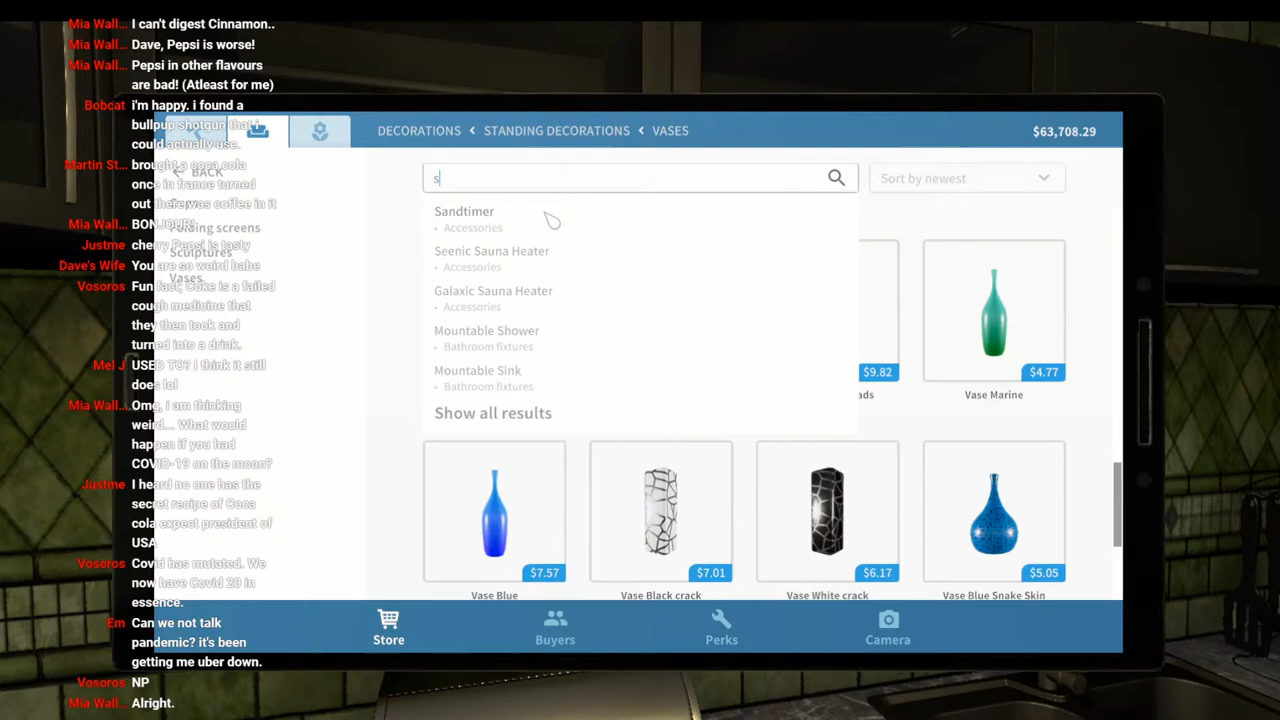 Mia Wall... I can't digest Cinnamon..
Mia Wall... Dave, Pepsi is worse!
Mia Wall... Pepsi in other flavours
are bad! (Atleast for me)
Bobcat i'm happy. i found a
bullpup shotgun that i
could actually use.
Martin St... brought a coca cola
once in france turned
out there was coffee in it
Mia Wall... BONJOUR!
Justme cherry Pepsi is tasty
Dave's Wife You are so weird babe
Vosoros Fun fact; Coke is a failed
cough medicine that
they then took and
turned into a drink.
Mel J USED TO? I think it still
does lol
Mia Wall... Omg, I am thinking
weird... What would
happen if you had
COVID-19 on the moon?
Justme I heard no one has the
secret recipe of Coca
cola expect president of
USA
Vosoros Covid has mutated. We
now have Covid 20 in
essence.
Em Can we not talk
pandemic? it's been
getting me uber down.
Vosoros NP
Mia Wall... Alright.
DECORATIONS < STANDING DECORATIONS < VASES
$63,708.29
BACK
Folding screens
Sculptures
Vases
s
Sort by newest
Sandtimer
• Accessories
Seenic Sauna Heater
• Accessories
Galaxic Sauna Heater
• Accessories
Mountable Shower
• Bathroom fixtures
Mountable Sink
• Bathroom fixtures
Show all results
$9.82
$4.77
ads
Vase Marine
$7.57
$7.01
$6.17
$5.05
Vase Blue
Vase Black crack
Vase White crack
Vase Blue Snake Skin
Store
Buyers
Perks
Camera